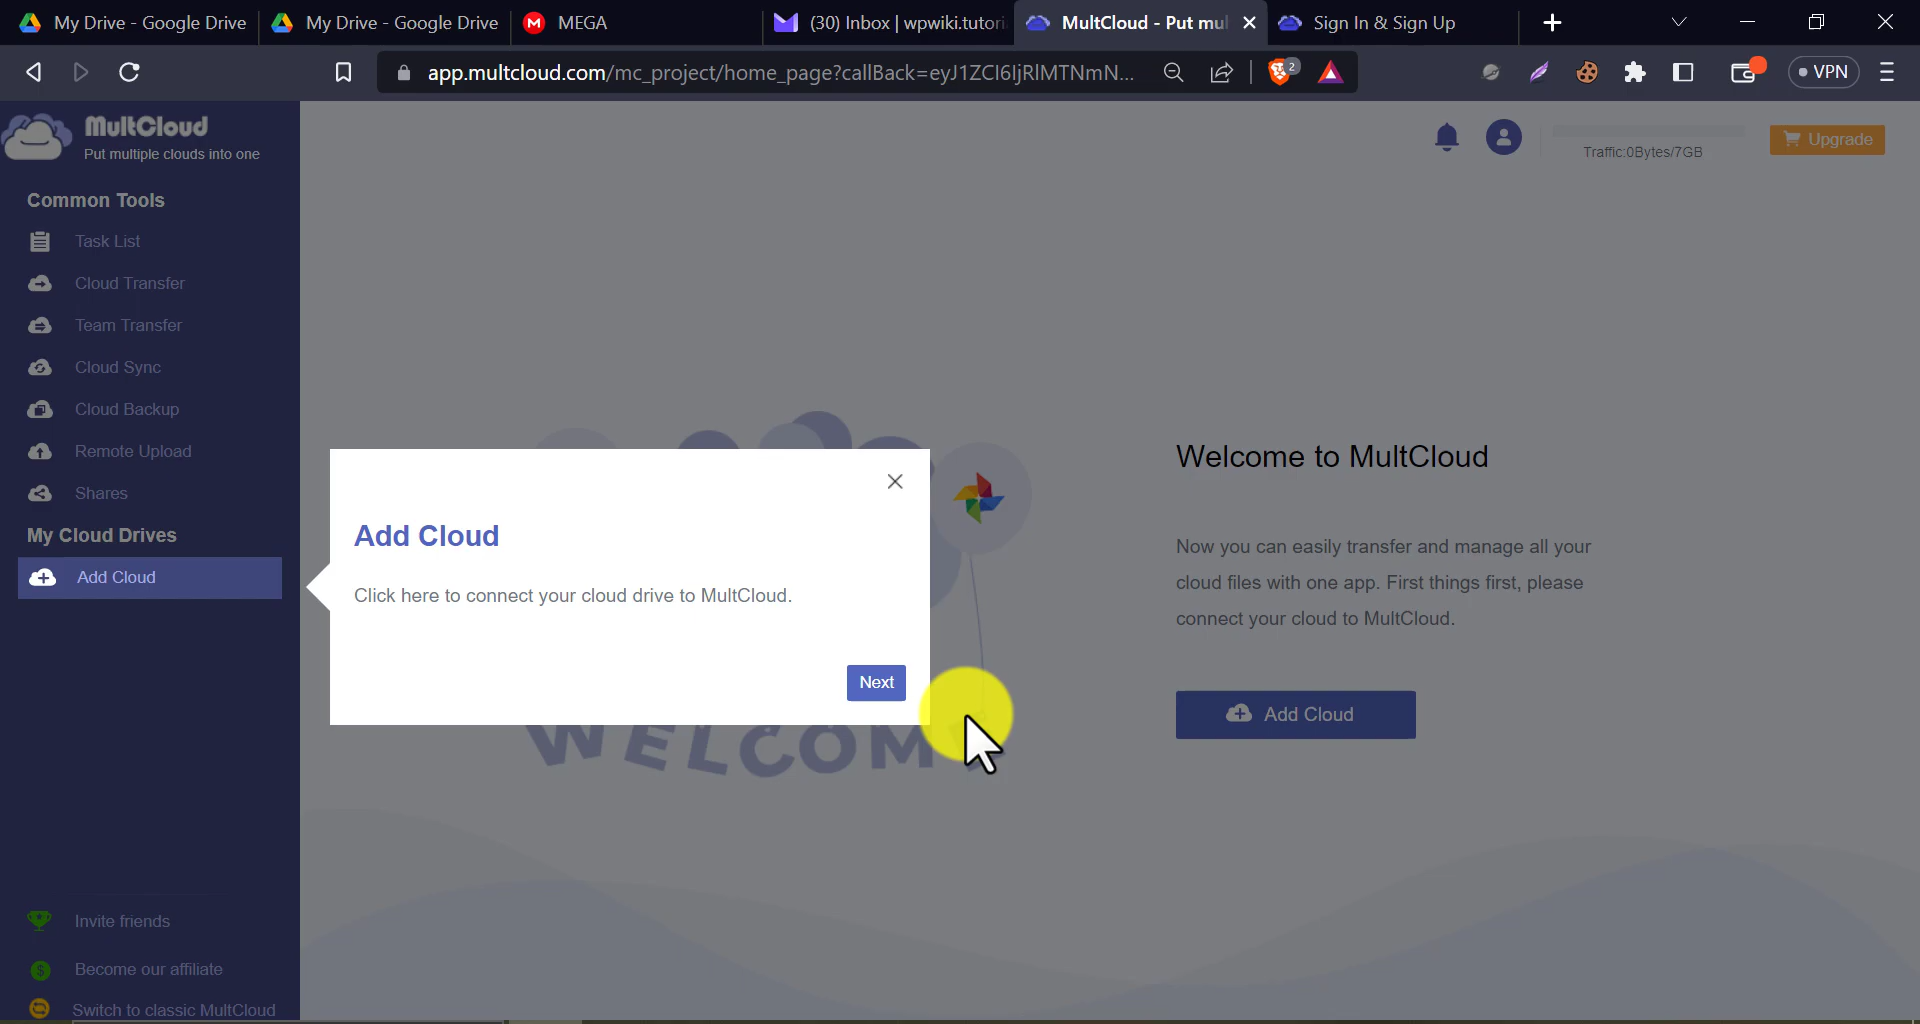 My Drive - Google Drive
My Drive - Google Drive
MEGA
(30) Inbox | wpwiki.tutori
MultCloud - Put mul
Sign In & Sign Up
app.multcloud.com/mc_project/home_page?callBack=eyJ1ZCI6IjRlMTNmN...
2
VPN
MultCloud
Put multiple clouds into one
Traffic:0Bytes/7GB
Upgrade
Common Tools
Task List
Cloud Transfer
Team Transfer
Cloud Sync
Cloud Backup
Remote Upload
Shares
My Cloud Drives
Add Cloud
Add Cloud
Click here to connect your cloud drive to MultCloud.
Next
WELCOM
Welcome to MultCloud
Now you can easily transfer and manage all your
cloud files with one app. First things first, please
connect your cloud to MultCloud.
Add Cloud
Invite friends
Become our affiliate
Switch to classic MultCloud